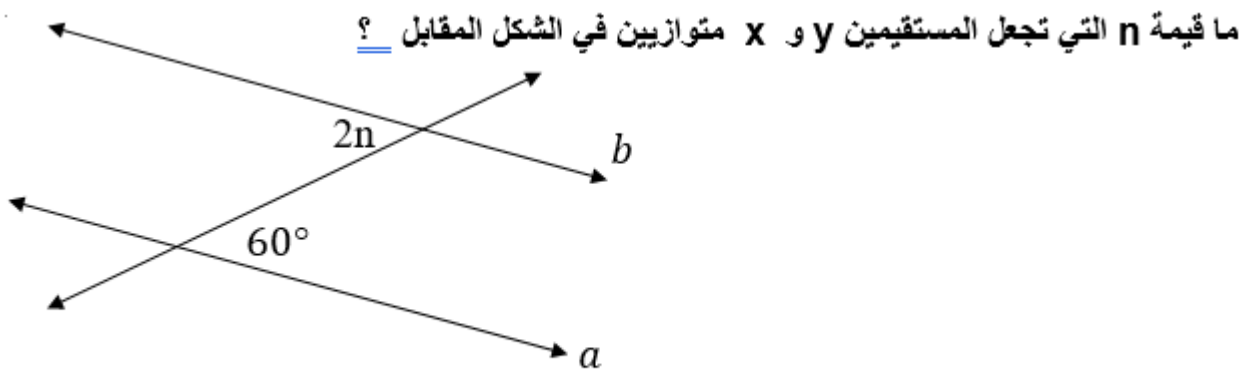 ما قيمة n التي تجعل المستقيمين y و x متوازيين في الشكل المقابل ؟
2n
b
60°
a